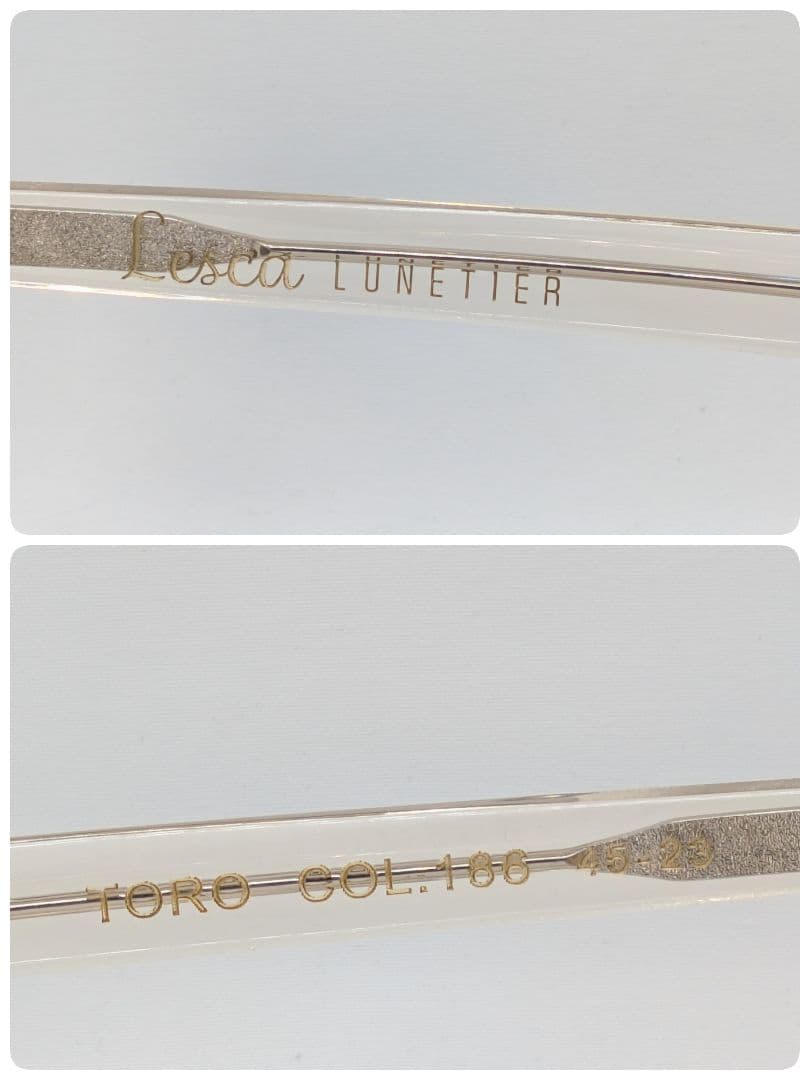 Lesca LUNETIER
TORO COL.186 45-23